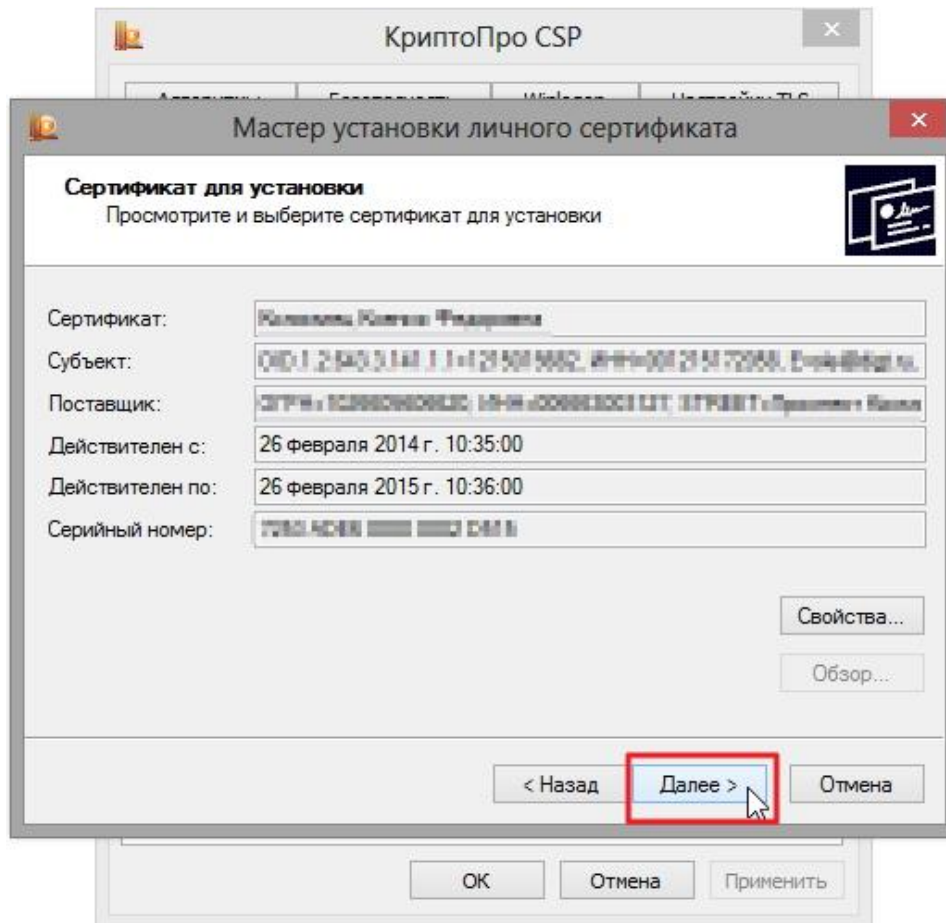 КриптоПро CSP
Мастер установки личного сертификата
Сертификат для установки
Просмотрите и выберите сертификат для установки
Сертификат:
Субъект:
Поставщик:
Действителен с: 26 февраля 2014 г. 10:35:00
Действителен по: 26 февраля 2015 г. 10:36:00
Серийный номер:
Свойства...
Обзор...
< Назад Далее > Отмена
ОК Отмена Применить